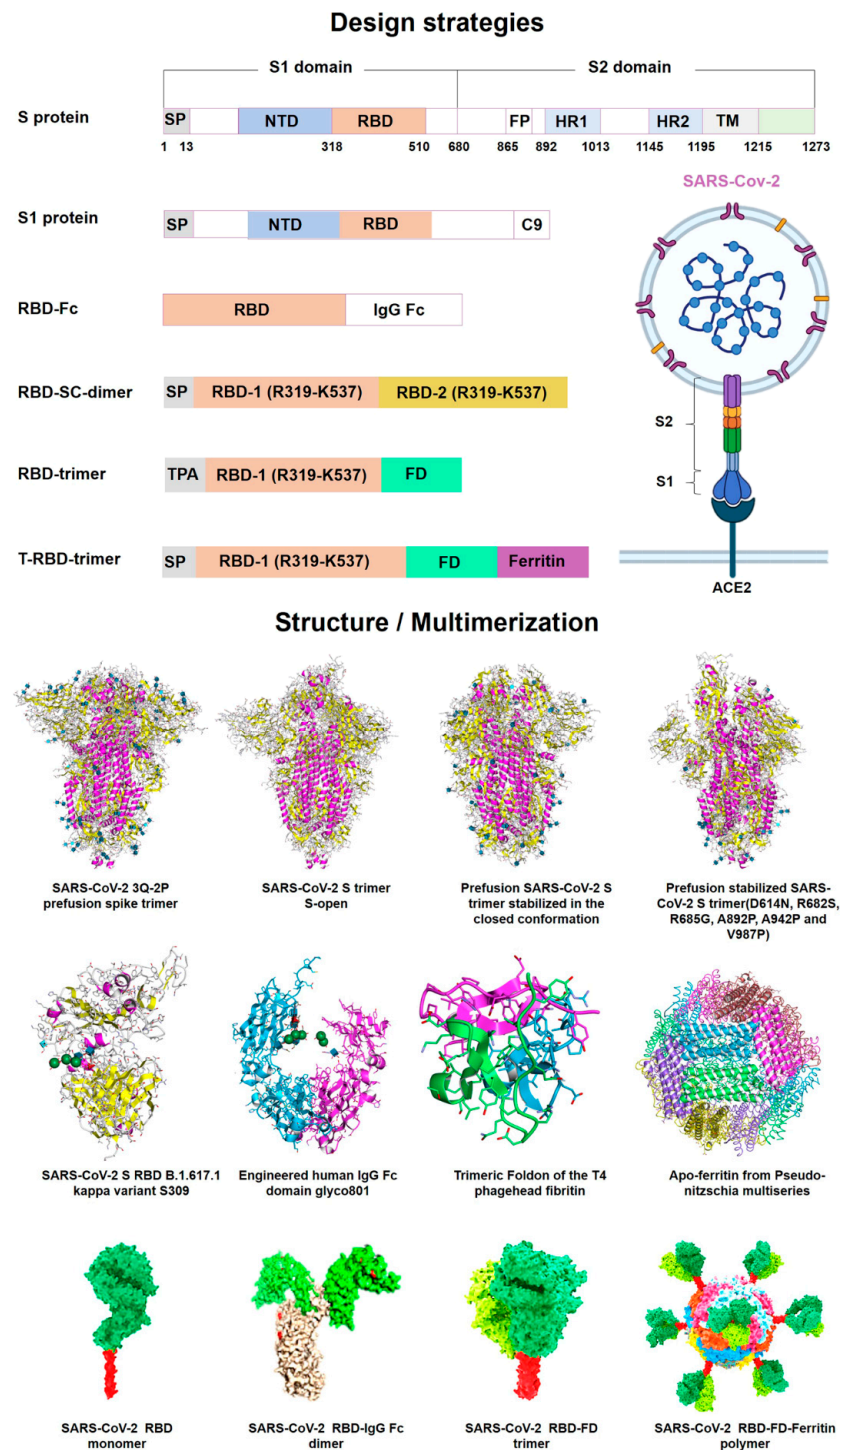 Design strategies
S1 domain S2 domain
S protein SP NTD RBD FP HR1 HR2 TM
1 13 318 510 680 865 892 1013 1145 1195 1215 1273
SARS-Cov-2
S1 protein SP NTD RBD C9
RBD-Fc RBD IgG Fc
RBD-SC-dimer SP RBD-1 (R319-K537) RBD-2 (R319-K537)
S2
RBD-trimer TPA RBD-1 (R319-K537) FD
S1
T-RBD-trimer SP RBD-1 (R319-K537) FD Ferritin
ACE2
Structure / Multimerization
SARS-CoV-2 3Q-2P
prefusion spike trimer
SARS-CoV-2 S trimer
S-open
Prefusion SARS-CoV-2 S
trimer stabilized in the
closed conformation
Prefusion stabilized SARS-
CoV-2 S trimer(D614N, R682S,
R685G, A892P, A942P and
V987P)
SARS-CoV-2 S RBD B.1.617.1
kappa variant S309
Engineered human IgG Fc
domain glyco801
Trimeric Foldon of the T4
phagehead fibritin
Apo-ferritin from Pseudo-
nitzschia multiseries
SARS-CoV-2 RBD
monomer
SARS-CoV-2 RBD-IgG Fc
dimer
SARS-CoV-2 RBD-FD
trimer
SARS-CoV-2 RBD-FD-Ferritin
polymer